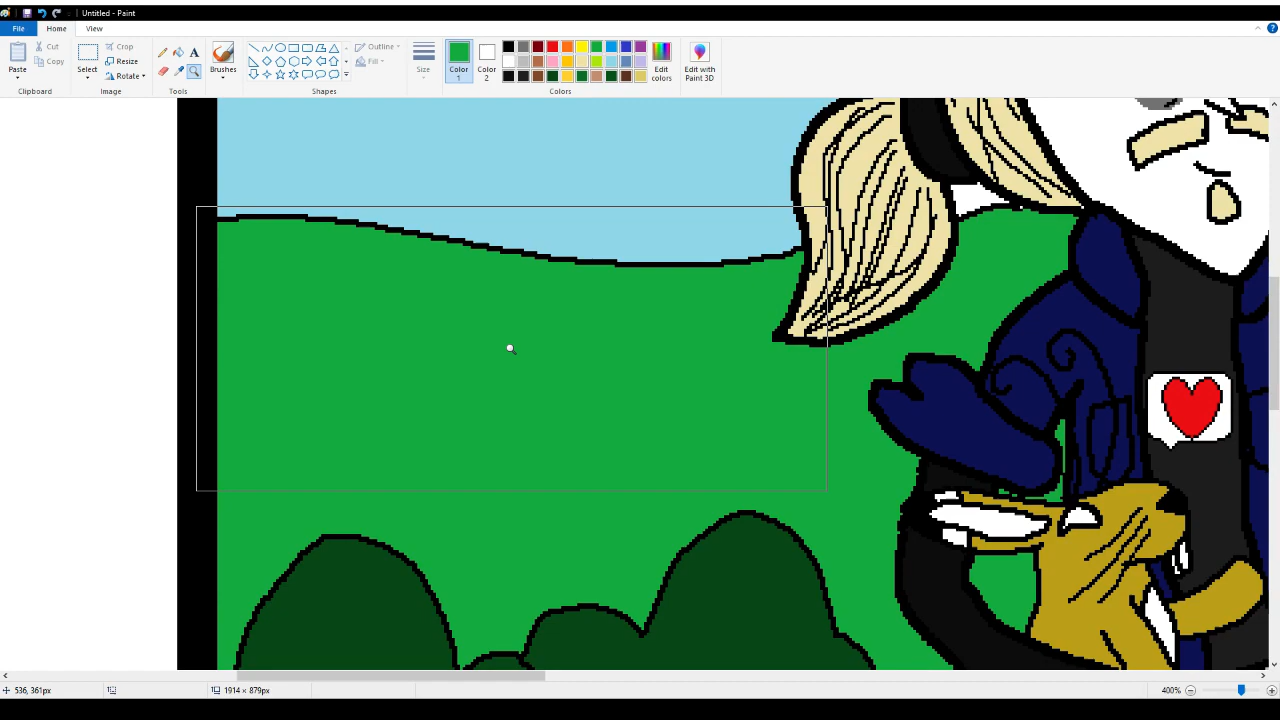 Untitled - Paint
File Home View
Paste Cut Copy Clipboard
Select Crop Resize Rotate Image
Tools
Brushes
Outline Fill Shapes
Size
Color 1
Color 2
Edit colors
Colors
Edit with Paint 3D
536, 361px
1914 × 879px
400%